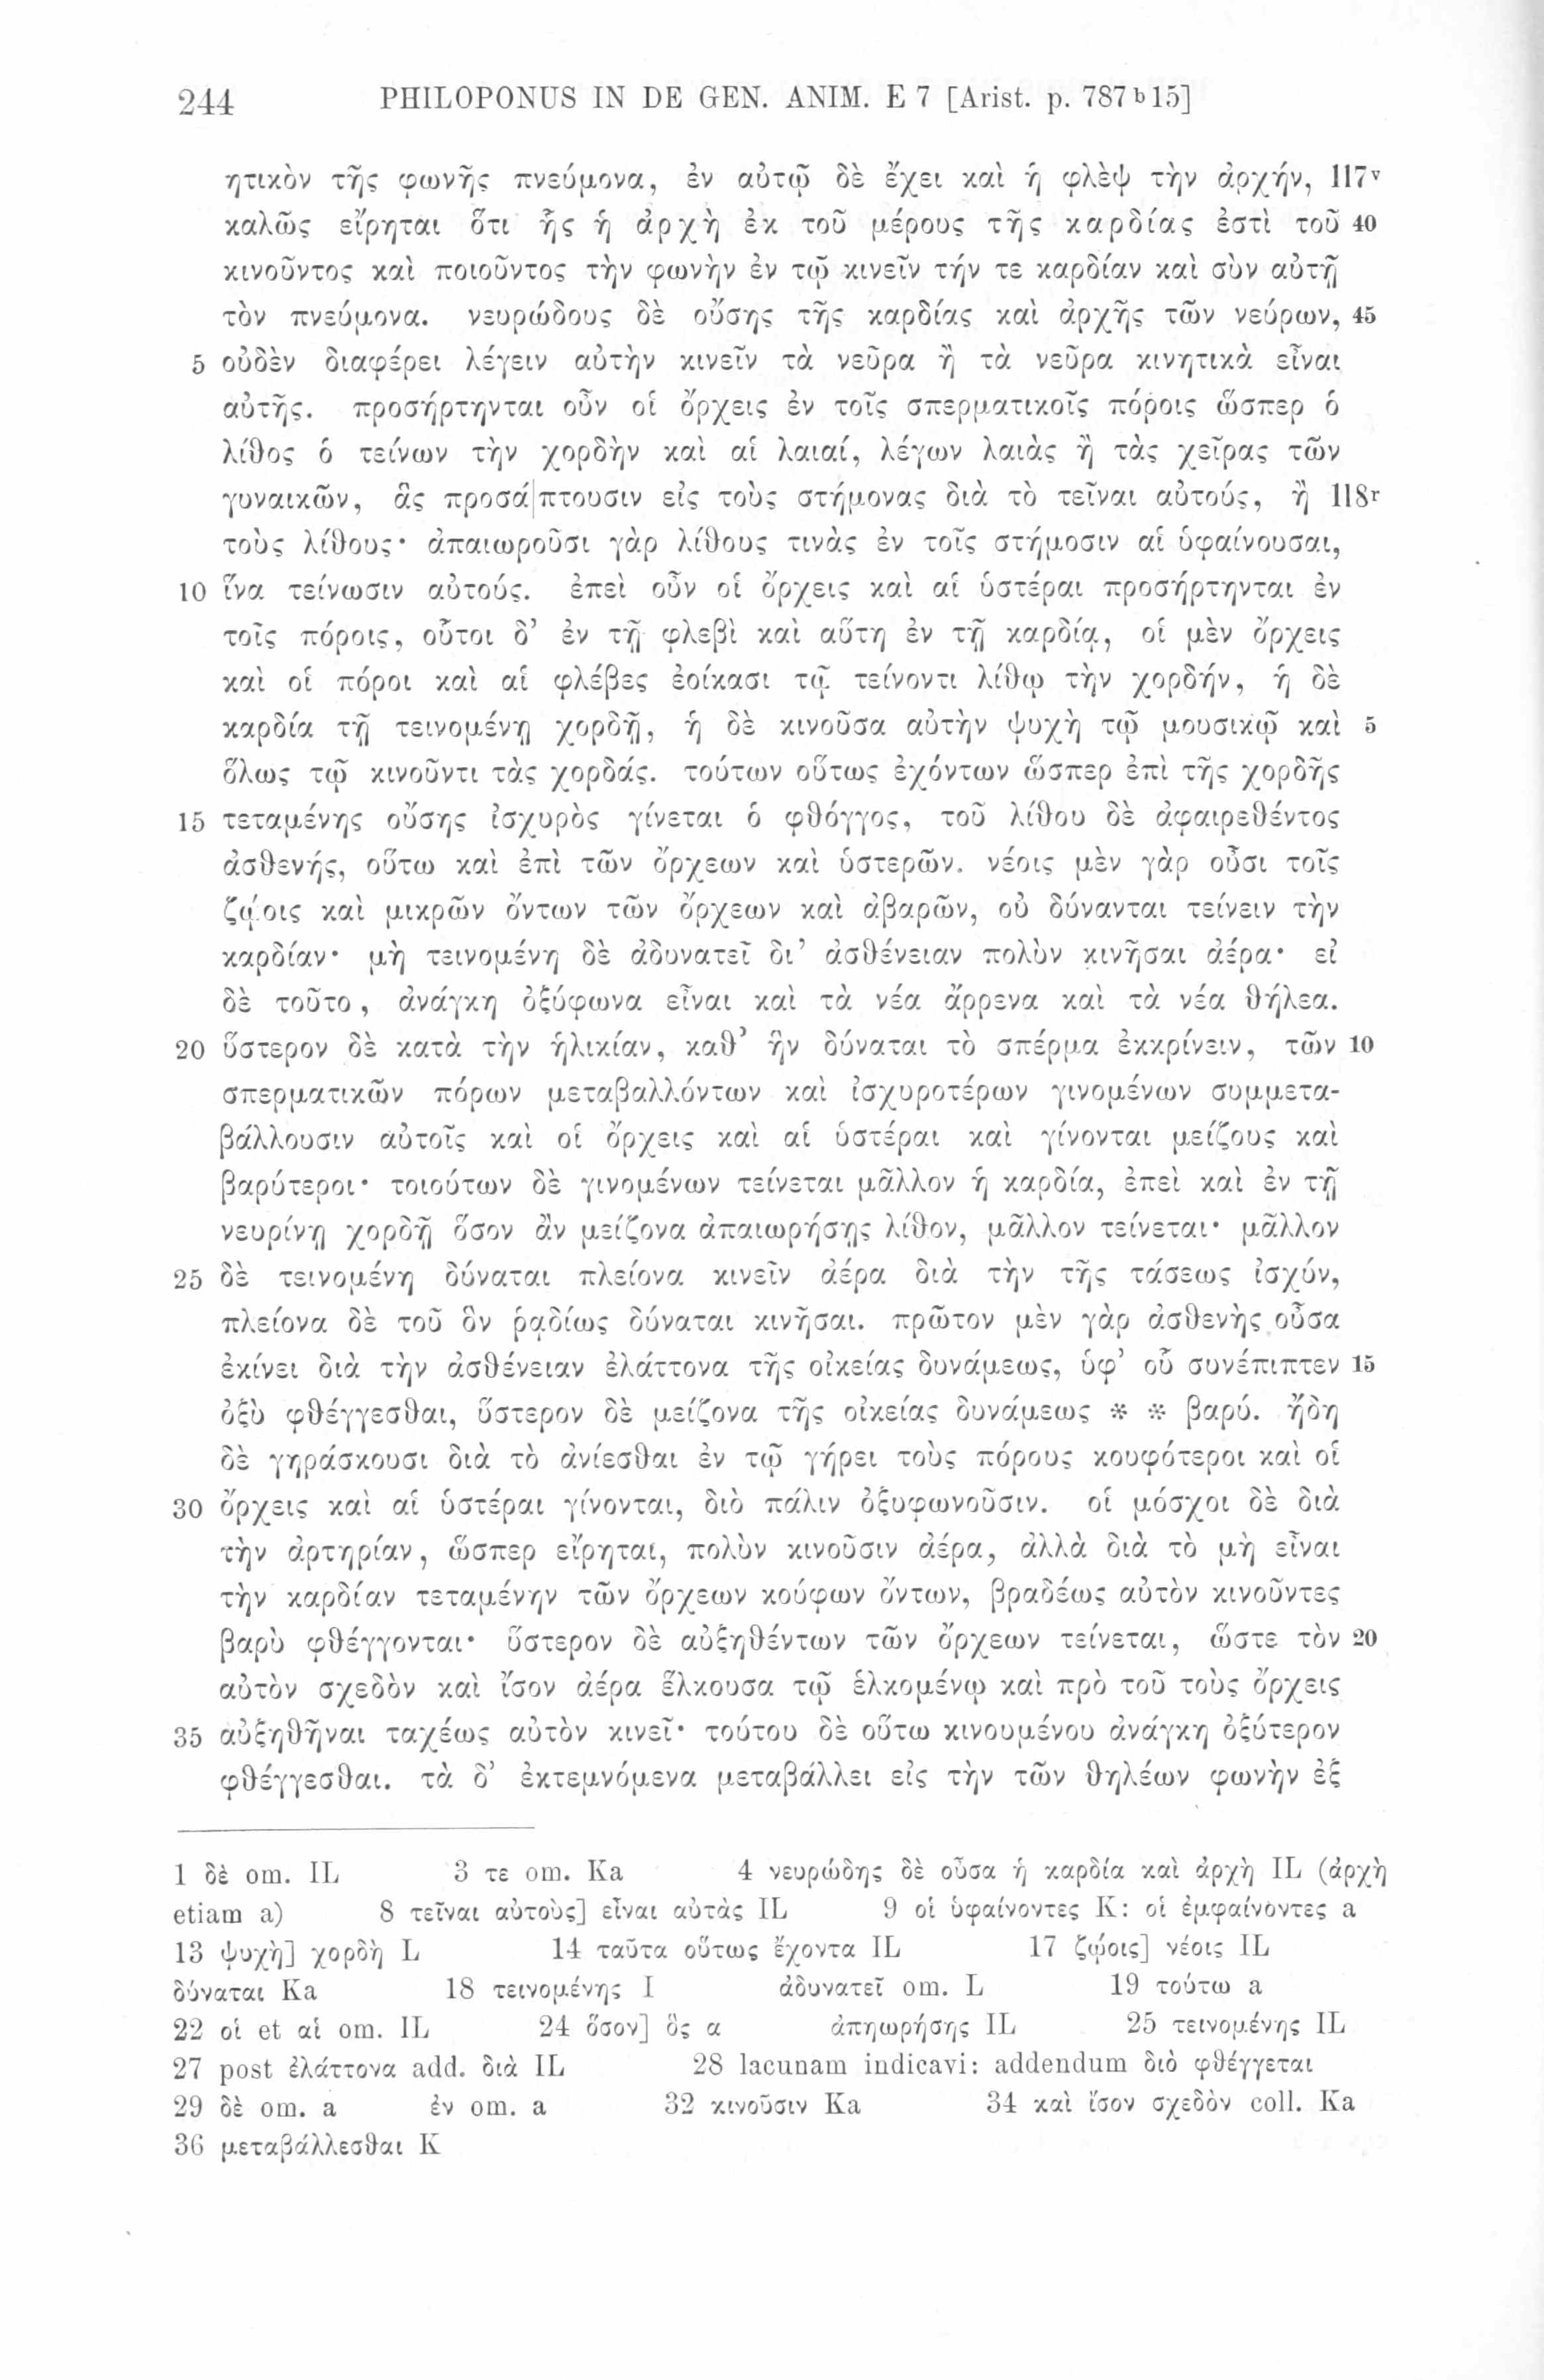 244 PHILOPONUS IN DE GEN. ANIM. E 7 [Arist. p. 787b15]
ητικὸν τῆς φωνῆς πνεύμονα, ἐν αὐτῷ δὲ ἔχει καὶ ἡ φλὲψ τὴν ἀρχήν, 117v
καλῶς εἴρηται ὅτι ἧς ἡ ἀρχὴ ἐκ τοῦ μέρους τῆς καρδίας ἐστὶ τοῦ 40
κινοῦντος καὶ ποιοῦντος τὴν φωνὴν ἐν τῷ κινεῖν τήν τε καρδίαν καὶ σὺν αὐτῇ
τὸν πνεύμονα. νευρώδους δὲ οὔσης τῆς καρδίας καὶ ἀρχῆς τῶν νεύρων, 45
5 οὐδὲν διαφέρει λέγειν αὐτὴν κινεῖν τὰ νεῦρα ἢ τὰ νεῦρα κινητικὰ εἶναι
αὐτῆς. προσήρτηνται οὖν οἱ ὄρχεις ἐν τοῖς σπερματικοῖς πόροις ὥσπερ ὁ
λίθος ὁ τείνων τὴν χορδὴν καὶ αἱ λαιαί, λέγων λαιὰς ἢ τὰς χεῖρας τῶν
γυναικῶν, ἃς προσά|πτουσιν εἰς τοὺς στήμονας διὰ τὸ τεῖναι αὐτούς, ἢ 118r
τοὺς λίθους· ἀπαιωροῦσι γὰρ λίθους τινὰς ἐν τοῖς στήμοσιν αἱ ὑφαίνουσαι,
10 ἵνα τείνωσιν αὐτούς. ἐπεὶ οὖν οἱ ὄρχεις καὶ αἱ ὑστέραι προσήρτηνται ἐν
τοῖς πόροις, οὗτοι δ’ ἐν τῇ φλεβὶ καὶ αὕτη ἐν τῇ καρδίᾳ, οἱ μὲν ὄρχεις
καὶ οἱ πόροι καὶ αἱ φλέβες ἐοίκασι τῷ τείνοντι λίθῳ τὴν χορδήν, ἡ δὲ
καρδία τῇ τεινομένῃ χορδῇ, ἡ δὲ κινοῦσα αὐτὴν ψυχὴ τῷ μουσικῷ καὶ 5
ὅλως τῷ κινοῦντι τὰς χορδάς. τούτων οὕτως ἐχόντων ὥσπερ ἐπὶ τῆς χορδῆς
15 τεταμένης οὔσης ἰσχυρὸς γίνεται ὁ φθόγγος, τοῦ λίθου δὲ ἀφαιρεθέντος
ἀσθενής, οὕτω καὶ ἐπὶ τῶν ὄρχεων καὶ ὑστερῶν. νέοις μὲν γὰρ οὖσι τοῖς
ζῴοις καὶ μικρῶν ὄντων τῶν ὄρχεων καὶ ἀβαρῶν, οὐ δύνανται τείνειν τὴν
καρδίαν· μὴ τεινομένη δὲ ἀδυνατεῖ δι’ ἀσθένειαν πολὺν κινῆσαι ἀέρα· εἰ
δὲ τοῦτο, ἀνάγκη ὀξύφωνα εἶναι καὶ τὰ νέα ἄρρενα καὶ τὰ νέα θήλεα.
20 ὕστερον δὲ κατὰ τὴν ἡλικίαν, καθ’ ἣν δύναται τὸ σπέρμα ἐκκρίνειν, τῶν 10
σπερματικῶν πόρων μεταβαλλόντων καὶ ἰσχυροτέρων γινομένων συμμετα-
βάλλουσιν αὐτοῖς καὶ οἱ ὄρχεις καὶ αἱ ὑστέραι καὶ γίνονται μείζους καὶ
βαρύτεροι· τοιούτων δὲ γινομένων τείνεται μᾶλλον ἡ καρδία, ἐπεὶ καὶ ἐν τῇ
νευρίνῃ χορδῇ ὅσον ἂν μείζονα ἀπαιωρήσῃς λίθον, μᾶλλον τείνεται· μᾶλλον
25 δὲ τεινομένη δύναται πλείονα κινεῖν ἀέρα διὰ τὴν τῆς τάσεως ἰσχύν,
πλείονα δὲ τοῦ ὃν ῥᾳδίως δύναται κινῆσαι. πρῶτον μὲν γὰρ ἀσθενὴς οὖσα
ἐκίνει διὰ τὴν ἀσθένειαν ἐλάττονα τῆς οἰκείας δυνάμεως, ὑφ’ οὗ συνέπιπτεν 15
ὀξὺ φθέγγεσθαι, ὕστερον δὲ μείζονα τῆς οἰκείας δυνάμεως * * βαρύ. ἤδη
δὲ γηράσκουσι διὰ τὸ ἀνίεσθαι ἐν τῷ γήρει τοὺς πόρους κουφότεροι καὶ οἱ
30 ὄρχεις καὶ αἱ ὑστέραι γίνονται, διὸ πάλιν ὀξυφωνοῦσιν. οἱ μόσχοι δὲ διὰ
τὴν ἀρτηρίαν, ὥσπερ εἴρηται, πολὺν κινοῦσιν ἀέρα, ἀλλὰ διὰ τὸ μὴ εἶναι
τὴν καρδίαν τεταμένην τῶν ὄρχεων κούφων ὄντων, βραδέως αὐτὸν κινοῦντες
βαρὺ φθέγγονται· ὕστερον δὲ αὐξηθέντων τῶν ὄρχεων τείνεται, ὥστε τὸν 20
αὐτὸν σχεδὸν καὶ ἴσον ἀέρα ἕλκουσα τῷ ἑλκομένῳ καὶ πρὸ τοῦ τοὺς ὄρχεις
35 αὐξηθῆναι ταχέως αὐτὸν κινεῖ· τούτου δὲ οὕτω κινουμένου ἀνάγκη ὀξύτερον
φθέγγεσθαι. τὰ δ’ ἐκτεμνόμενα μεταβάλλει εἰς τὴν τῶν θηλέων φωνὴν ἐξ
1 δὲ om. IL 3 τε om. Ka 4 νευρώδης δὲ οὖσα ἡ καρδία καὶ ἀρχὴ IL (ἀρχὴ
etiam a) 8 τεῖναι αὐτοὺς] εἶναι αὐτὰς IL 9 οἱ ὑφαίνοντες K: οἱ ἐμφαίνοντες a
13 ψυχὴ] χορδὴ L 14 ταῦτα οὕτως ἔχοντα IL 17 ζῴοις] νέοις IL
δύναται Ka 18 τεινομένης I ἀδυνατεῖ om. L 19 τούτω a
22 οἱ et αἱ om. IL 24 ὅσον] ὃς a ἀπηωρήσης IL 25 τεινομένης IL
27 post ἐλάττονα add. διὰ IL 28 lacunam indicavi: addendum διὸ φθέγγεται
29 δὲ om. a ἐν om. a 32 κινοῦσιν Ka 34 καὶ ἴσον σχεδὸν coll. Ka
36 μεταβάλλεσθαι K